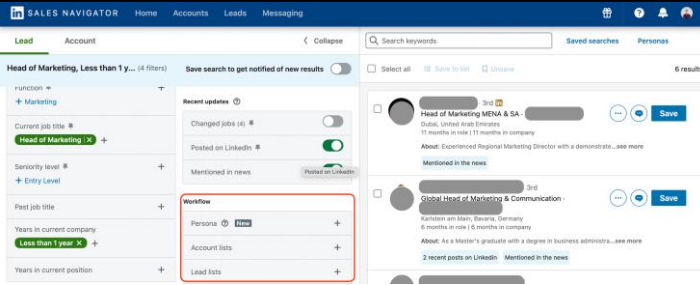 in SALES NAVIGATOR Home Accounts Leads Messaging
Lead Account Collapse
Head of Marketing, Less than 1 y... (4 filters) Save search to get notified of new results
Function
+ Marketing
Current job title
Head of Marketing X +
Seniority level
+ Entry Level
Past job title +
Years in current company
Less than 1 year X +
Years in current position +
Recent updates
Changed jobs (4)
Posted on LinkedIn
Mentioned in news
Posted on LinkedIn
Workflow
Persona New +
Account lists +
Lead lists +
Search keywords Saved searches Personas
Select all Save to list Unsave 6 results
3rd in
Head of Marketing MENA & SA -
Dubai, United Arab Emirates
11 months in role | 11 months in company
About: Experienced Regional Marketing Director with a demonstrate...see more
Mentioned in the news
Save
3rd
Global Head of Marketing & Communication -
Karlstein am Main, Bavaria, Germany
6 months in role | 6 months in company
About: As a Master's graduate with a degree in business administra...see more
2 recent posts on LinkedIn Mentioned in the news
Save